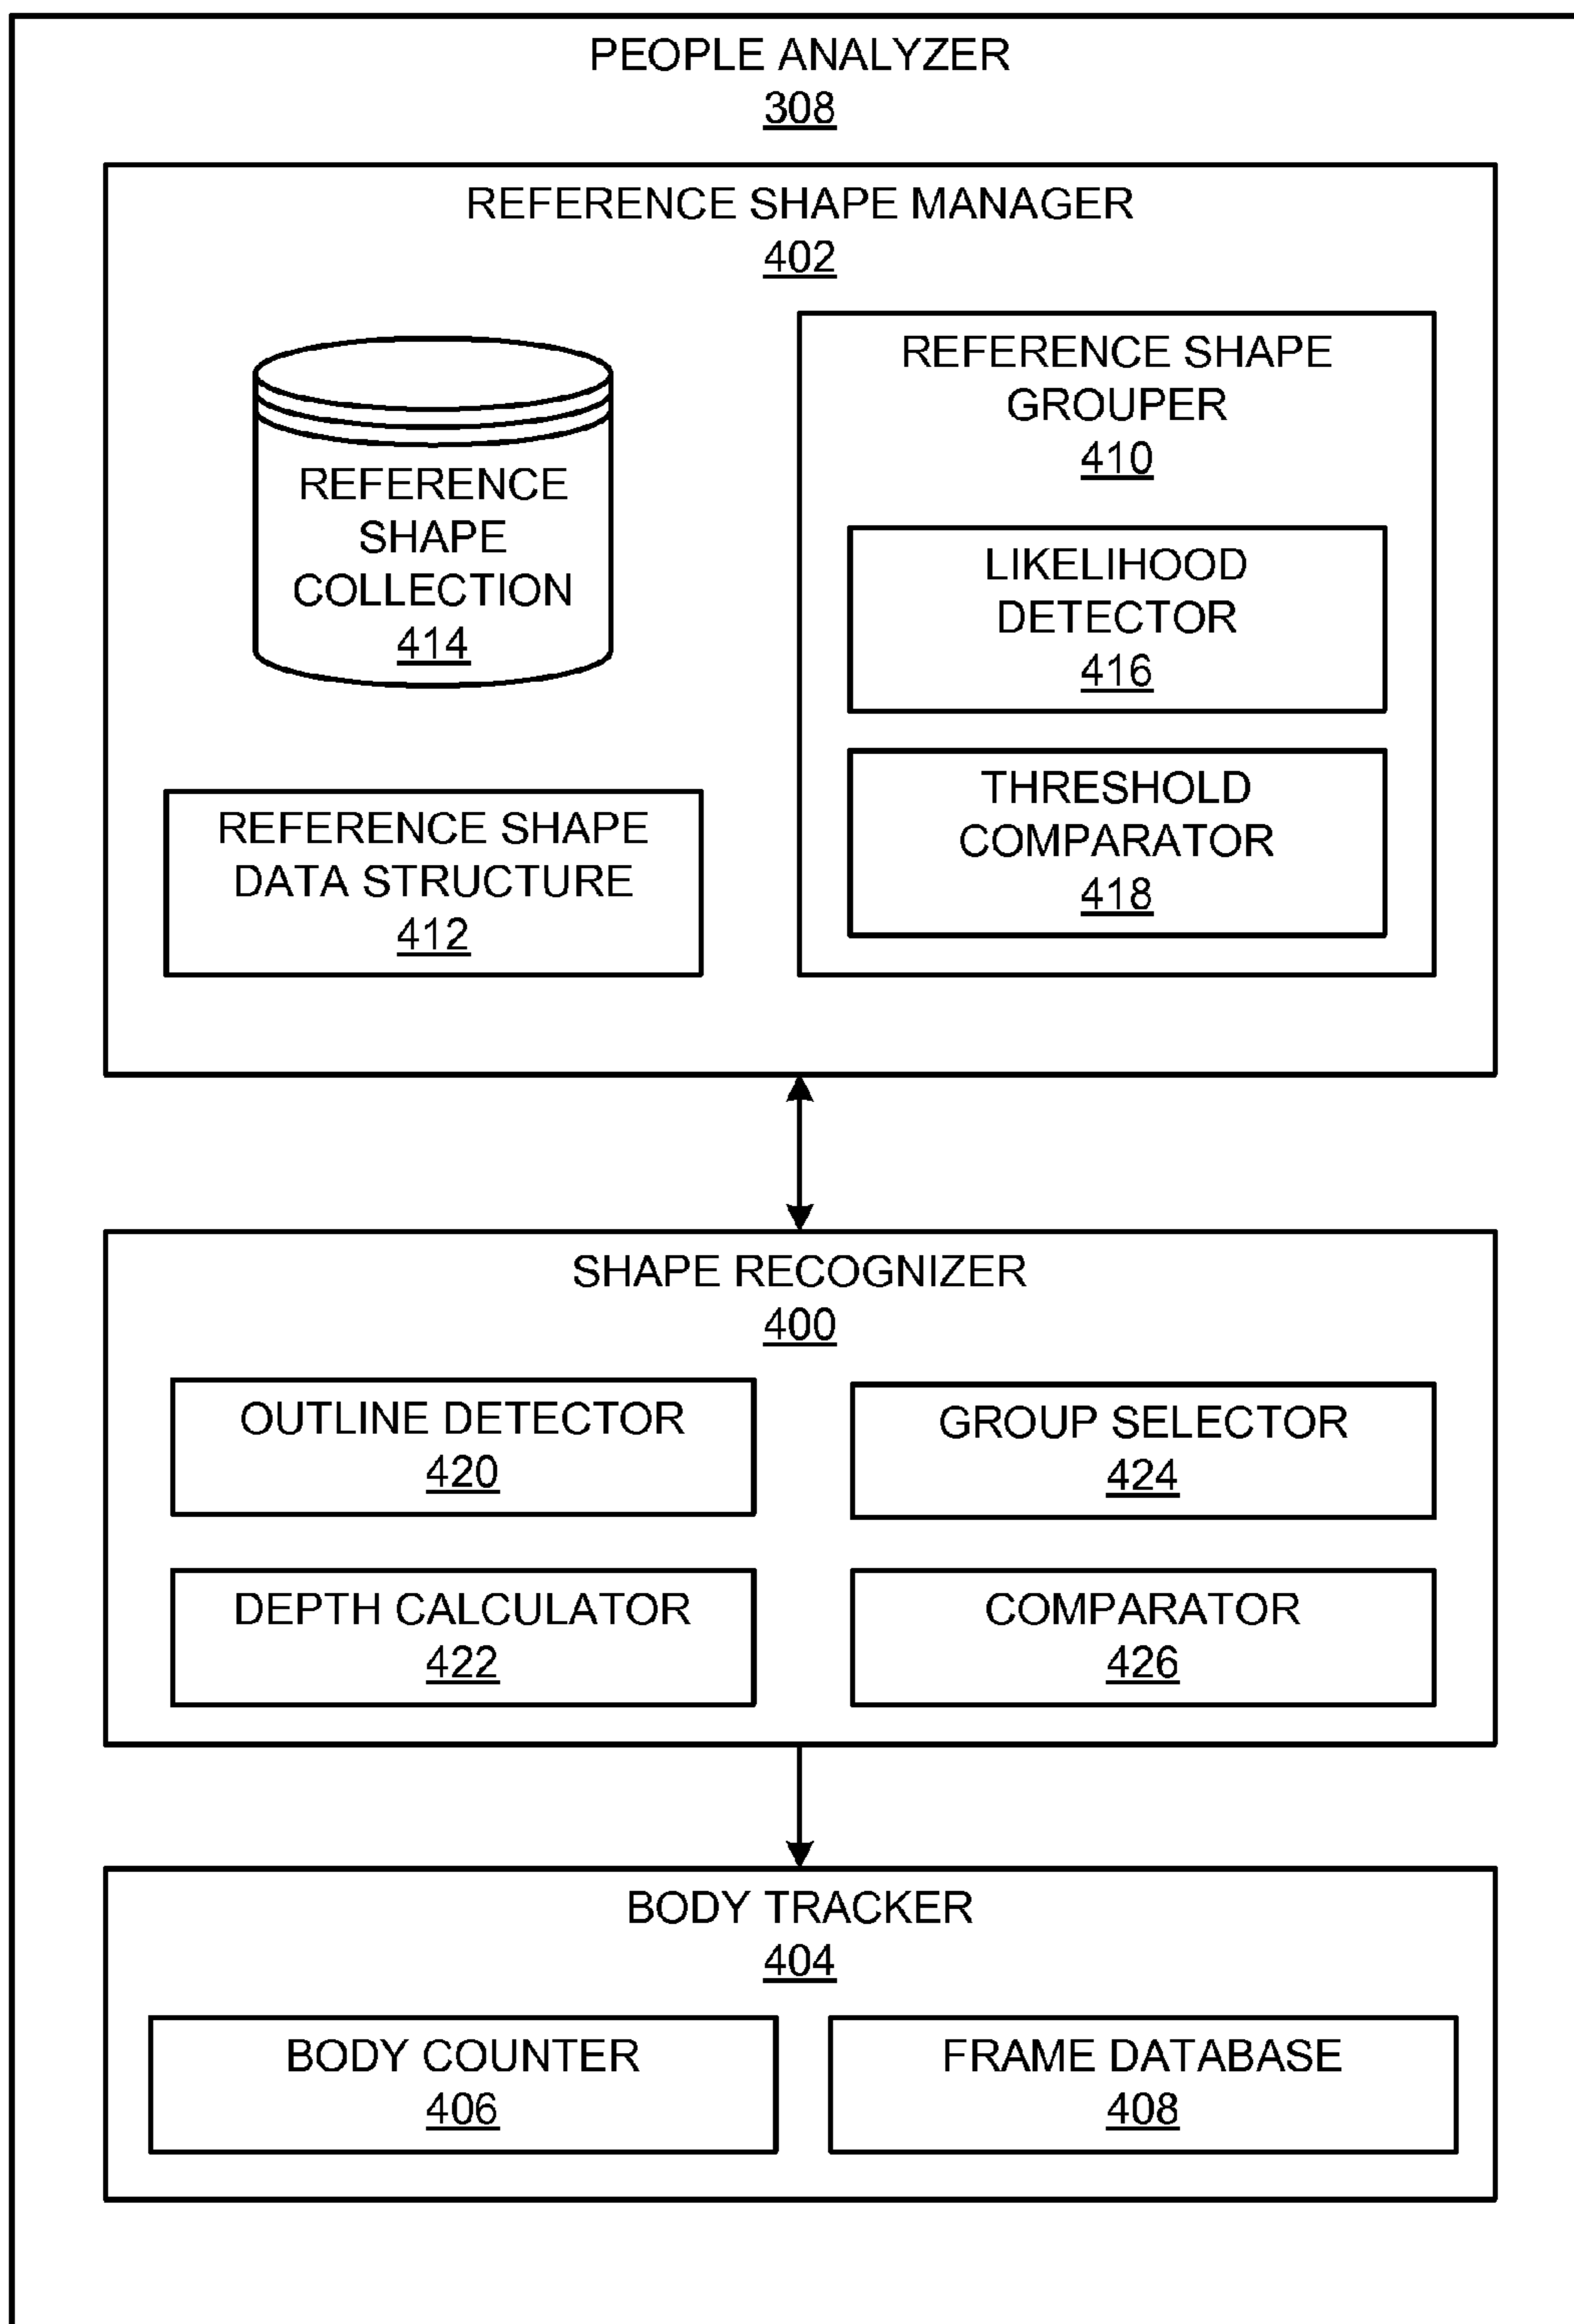 PEOPLE ANALYZER
308
REFERENCE SHAPE MANAGER
402
REFERENCE
SHAPE
COLLECTION
414
REFERENCE SHAPE
DATA STRUCTURE
412
REFERENCE SHAPE
GROUPER
410
LIKELIHOOD
DETECTOR
416
THRESHOLD
COMPARATOR
418
SHAPE RECOGNIZER
400
OUTLINE DETECTOR
420
GROUP SELECTOR
424
DEPTH CALCULATOR
422
COMPARATOR
426
BODY TRACKER
404
BODY COUNTER
406
FRAME DATABASE
408